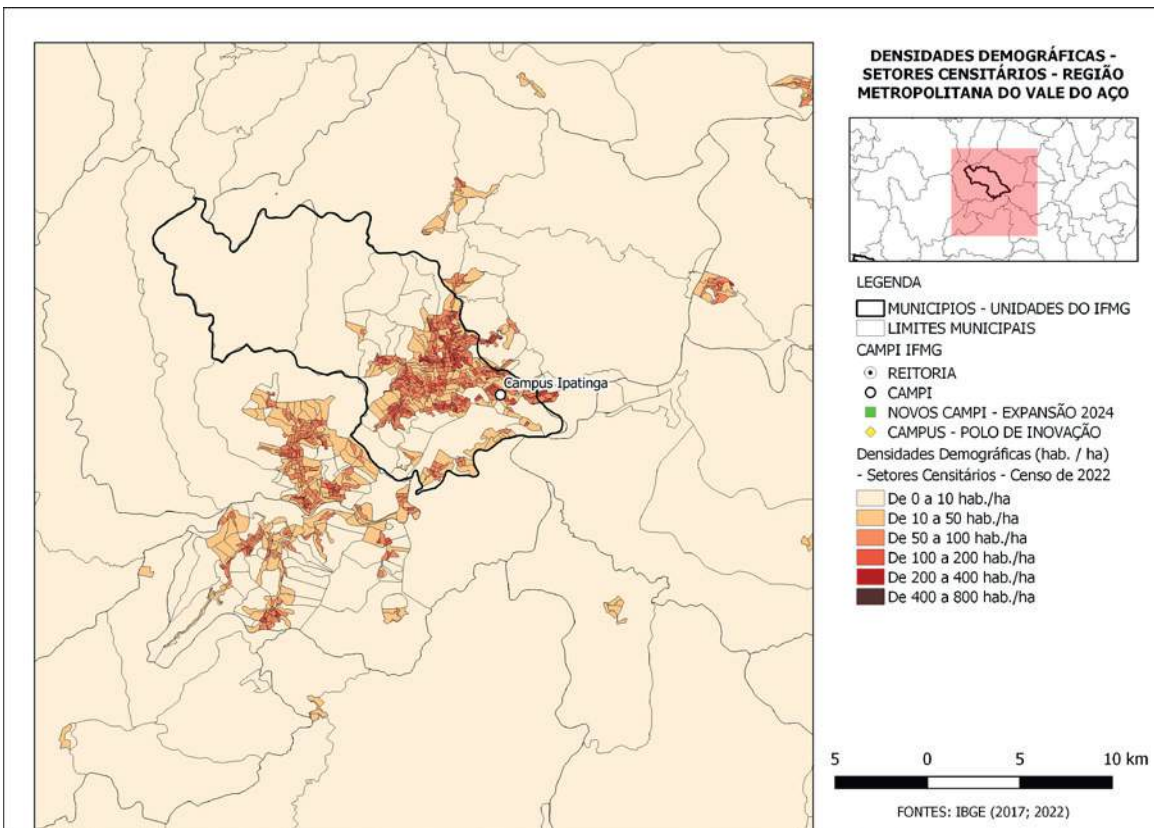 DENSIDADES DEMOGRÁFICAS -
SETORES CENSITÁRIOS - REGIÃO
METROPOLITANA DO VALE DO AÇO
LEGENDA
MUNICIPIOS - UNIDADES DO IFMG
LIMITES MUNICIPAIS
CAMPI IFMG
REITORIA
CAMPI
NOVOS CAMPI - EXPANSÃO 2024
CAMPUS - POLO DE INOVAÇÃO
Densidades Demográficas (hab. / ha)
- Setores Censitários - Censo de 2022
De 0 a 10 hab./ha
De 10 a 50 hab./ha
De 50 a 100 hab./ha
De 100 a 200 hab./ha
De 200 a 400 hab./ha
De 400 a 800 hab./ha
Campus Ipatinga
5 0 5 10 km
FONTES: IBGE (2017; 2022)